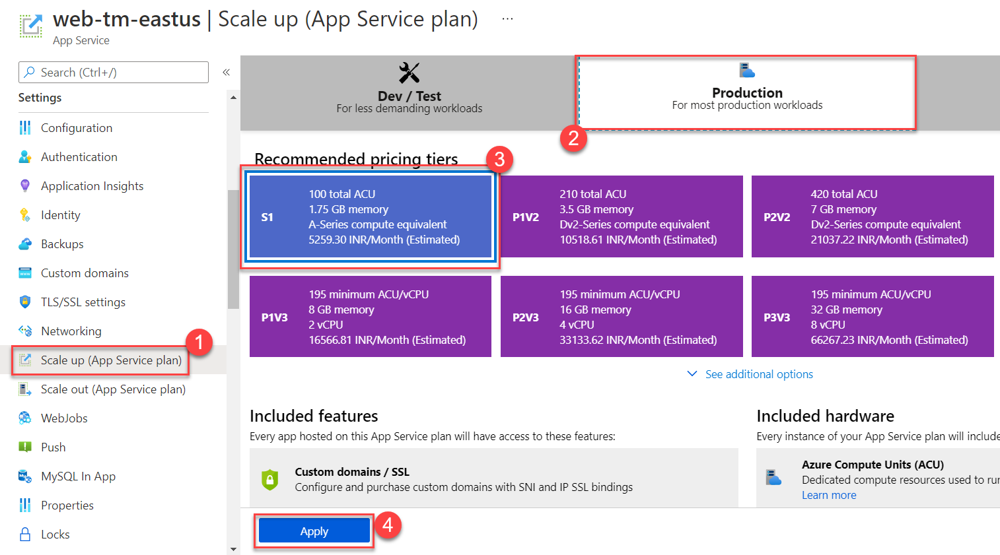 web-tm-eastus | Scale up (App Service plan) ...
App Service
Search (Ctrl+/)
«
Settings
Configuration
Authentication
Application Insights
Identity
Backups
Custom domains
TLS/SSL settings
Networking
1
Scale up (App Service plan)
Scale out (App Service plan)
WebJobs
Push
MySQL In App
Properties
Locks
Dev / Test
For less demanding workloads
Production
For most production workloads
2
Recommended pricing tiers
3
S1
100 total ACU
1.75 GB memory
A-Series compute equivalent
5259.30 INR/Month (Estimated)
P1V2
210 total ACU
3.5 GB memory
Dv2-Series compute equivalent
10518.61 INR/Month (Estimated)
P2V2
420 total ACU
7 GB memory
Dv2-Series compute equivalent
21037.22 INR/Month (Estimated)
P1V3
195 minimum ACU/vCPU
8 GB memory
2 vCPU
16566.81 INR/Month (Estimated)
P2V3
195 minimum ACU/vCPU
16 GB memory
4 vCPU
33133.62 INR/Month (Estimated)
P3V3
195 minimum ACU/vCPU
32 GB memory
8 vCPU
66267.23 INR/Month (Estimated)
See additional options
Included features
Every app hosted on this App Service plan will have access to these features:
Custom domains / SSL
Configure and purchase custom domains with SNI and IP SSL bindings
Included hardware
Every instance of your App Service plan will include
Azure Compute Units (ACU)
Dedicated compute resources used to run
Learn more
Apply
4